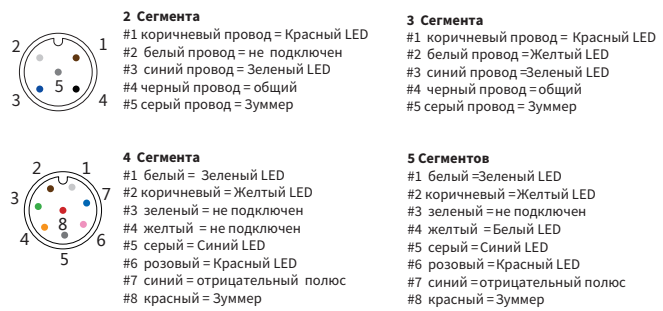 2 Сегмента
#1 коричневый провод = Красный LED
#2 белый провод = не подключен
#3 синий провод = Зеленый LED
#4 черный провод = общий
#5 серый провод = Зуммер
2
1
5
3
4
3 Сегмента
#1 коричневый провод = Красный LED
#2 белый провод =Желтый LED
#3 синий провод =Зеленый LED
#4 черный провод =общий
#5 серый провод = Зуммер
4 Сегмента
#1 белый = Зеленый LED
#2 коричневый = Желтый LED
#3 зеленый = не подключен
#4 желтый = не подключен
#5 серый = Синий LED
#6 розовый = Красный LED
#7 синий = отрицательный полюс
#8 красный = Зуммер
2
1
3
7
8
4
6
5
5 Сегментов
#1 белый =Зеленый LED
#2 коричневый =Желтый LED
#3 зеленый =не подключен
#4 желтый =Белый LED
#5 серый =Синий LED
#6 розовый =Красный LED
#7 синий =отрицательный полюс
#8 красный =Зуммер